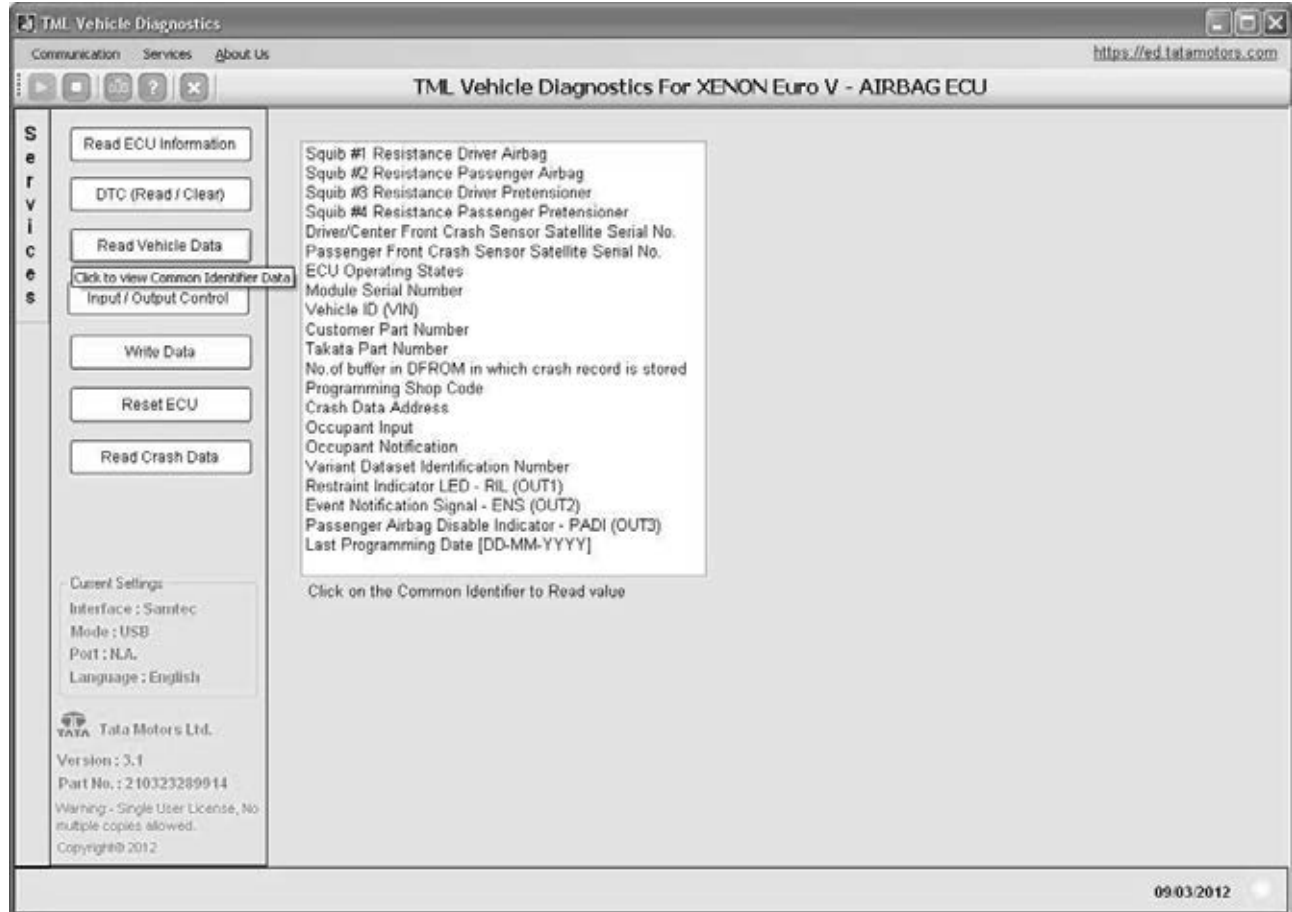 TML Vehicle Diagnostics
Communication Services About Us
https://ed.tatamotors.com
TML Vehicle Diagnostics For XENON Euro V - AIRBAG ECU
Services
Read ECU Information
DTC (Read / Clear)
Read Vehicle Data
Click to view Common Identifier Data
Input / Output Control
Write Data
Reset ECU
Read Crash Data
Squib #1 Resistance Driver Airbag
Squib #2 Resistance Passenger Airbag
Squib #3 Resistance Driver Pretensioner
Squib #4 Resistance Passenger Pretensioner
Driver/Center Front Crash Sensor Satellite Serial No.
Passenger Front Crash Sensor Satellite Serial No.
ECU Operating States
Module Serial Number
Vehicle ID (VIN)
Customer Part Number
Takata Part Number
No.of buffer in DFROM in which crash record is stored
Programming Shop Code
Crash Data Address
Occupant Input
Occupant Notification
Variant Dataset Identification Number
Restraint Indicator LED - RIL (OUT1)
Event Notification Signal - ENS (OUT2)
Passenger Airbag Disable Indicator - PADI (OUT3)
Last Programming Date [DD-MM-YYYY]
Click on the Common Identifier to Read value
Current Settings
Interface : Samtec
Mode : USB
Port : N.A.
Language : English
TATA Tata Motors Ltd.
Version : 3.1
Part No. : 210323289914
Warning - Single User License, No
multiple copies allowed.
Copyright© 2012
09/03/2012